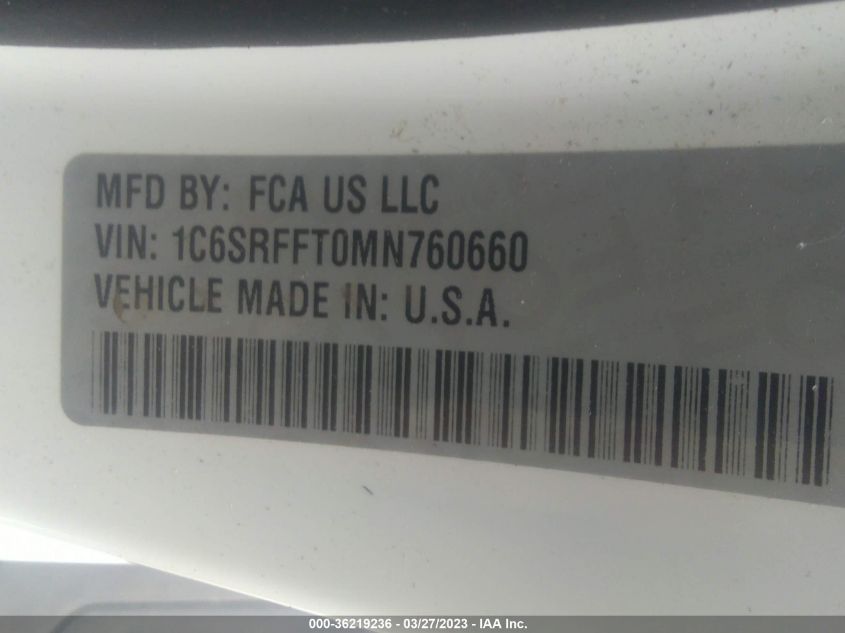 MFD BY: FCA US LLC
VIN: 1C6SRFFT0MN760660
VEHICLE MADE IN: U.S.A.
000-36219236 - 03/27/2023 - IAA Inc.